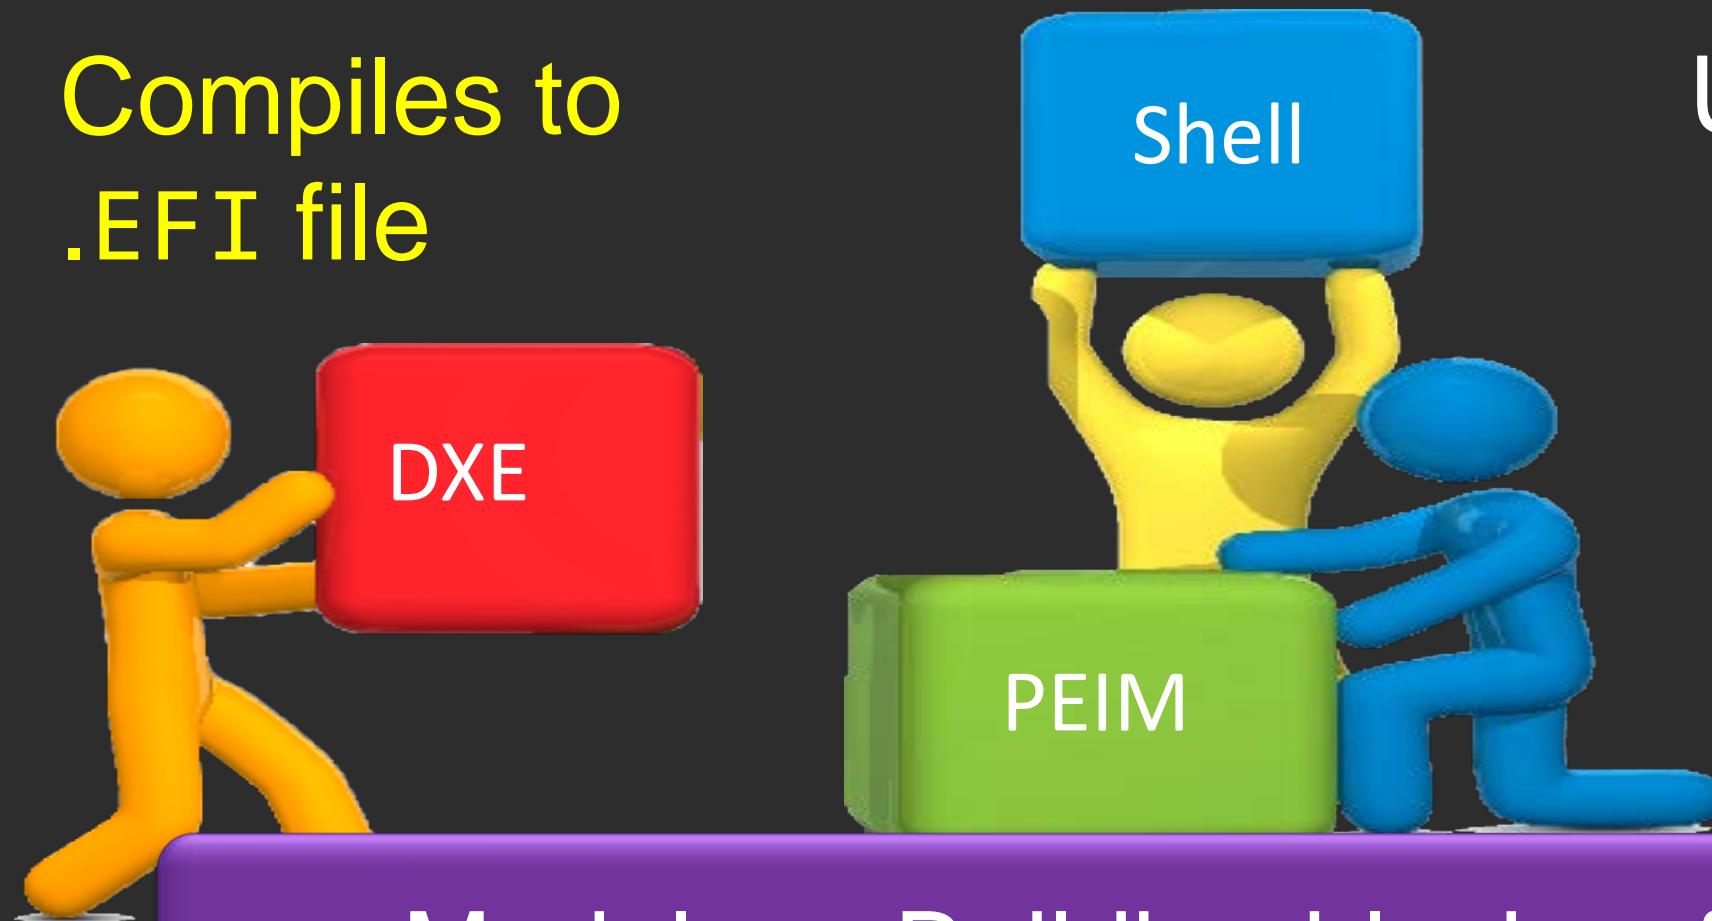 Compiles to
.EFI file
Shell
DXE
PEIM